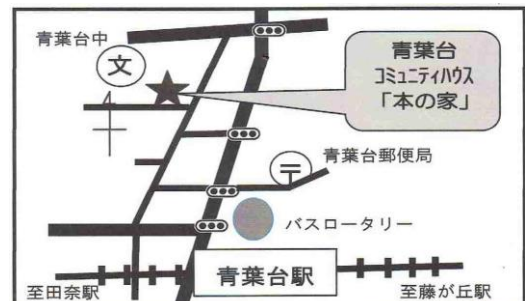 青葉台中
文
青葉台
コミュニティハウス
「本の家」
青葉台郵便局
〒
バスロータリー
青葉台駅
至田奈駅
至藤が丘駅